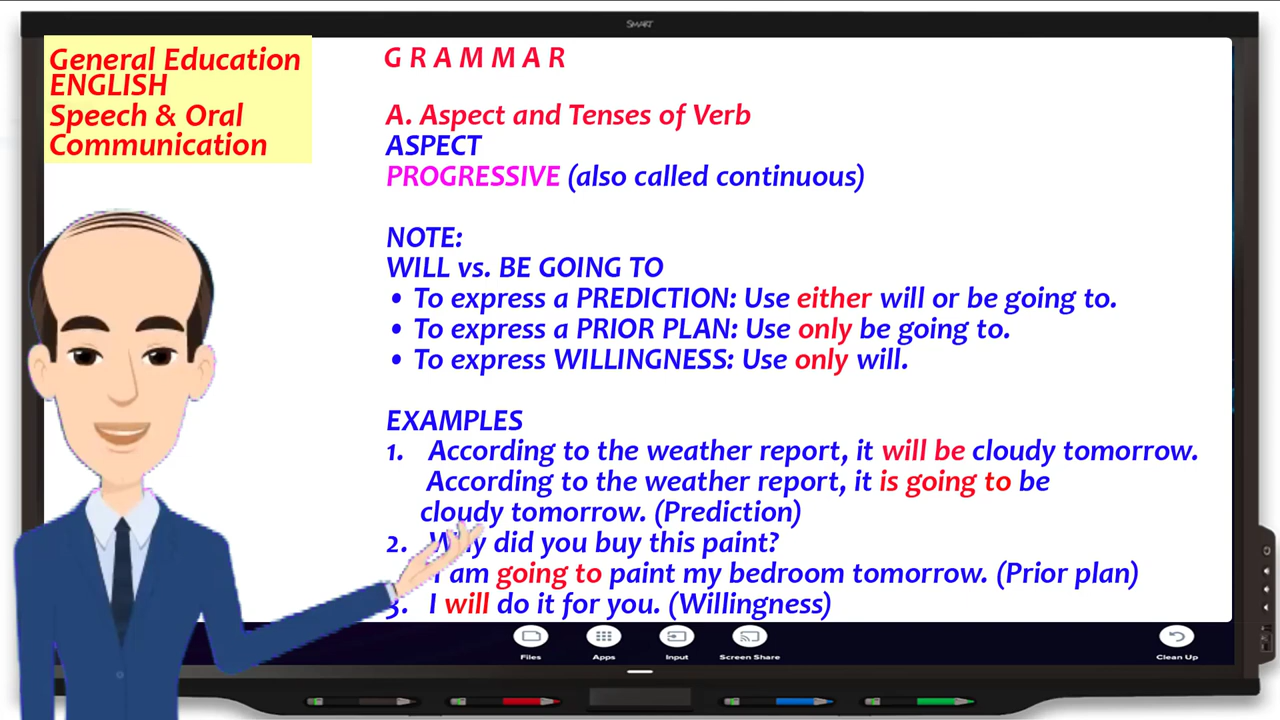 SMART
General Education
ENGLISH
Speech & Oral
Communication
G R A M M A R
A. Aspect and Tenses of Verb
ASPECT
PROGRESSIVE (also called continuous)
NOTE:
WILL vs. BE GOING TO
• To express a PREDICTION: Use either will or be going to.
• To express a PRIOR PLAN: Use only be going to.
• To express WILLINGNESS: Use only will.
EXAMPLES
1. According to the weather report, it will be cloudy tomorrow.
According to the weather report, it is going to be
cloudy tomorrow. (Prediction)
2. Why did you buy this paint?
I am going to paint my bedroom tomorrow. (Prior plan)
3. I will do it for you. (Willingness)
Files Apps Input Screen Share Clean Up